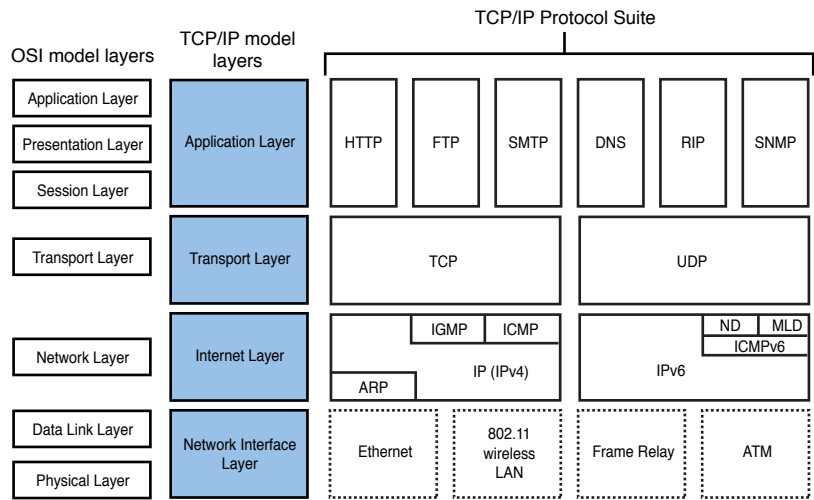 TCP/IP Protocol Suite
OSI model layers
TCP/IP model
layers
Application Layer
Presentation Layer
Session Layer
Application Layer
HTTP
FTP
SMTP
DNS
RIP
SNMP
Transport Layer
Transport Layer
TCP
UDP
Network Layer
Internet Layer
IGMP
ICMP
IP (IPv4)
ARP
ND
MLD
ICMPv6
IPv6
Data Link Layer
Physical Layer
Network Interface
Layer
Ethernet
802.11
wireless
LAN
Frame Relay
ATM